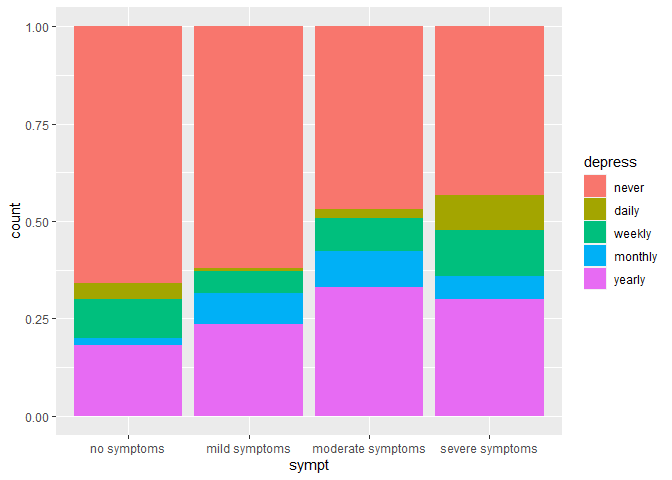 1.00
0.75
0.50
0.25
0.00
count
no symptoms
mild symptoms
moderate symptoms
severe symptoms
sympt
depress
never
daily
weekly
monthly
yearly